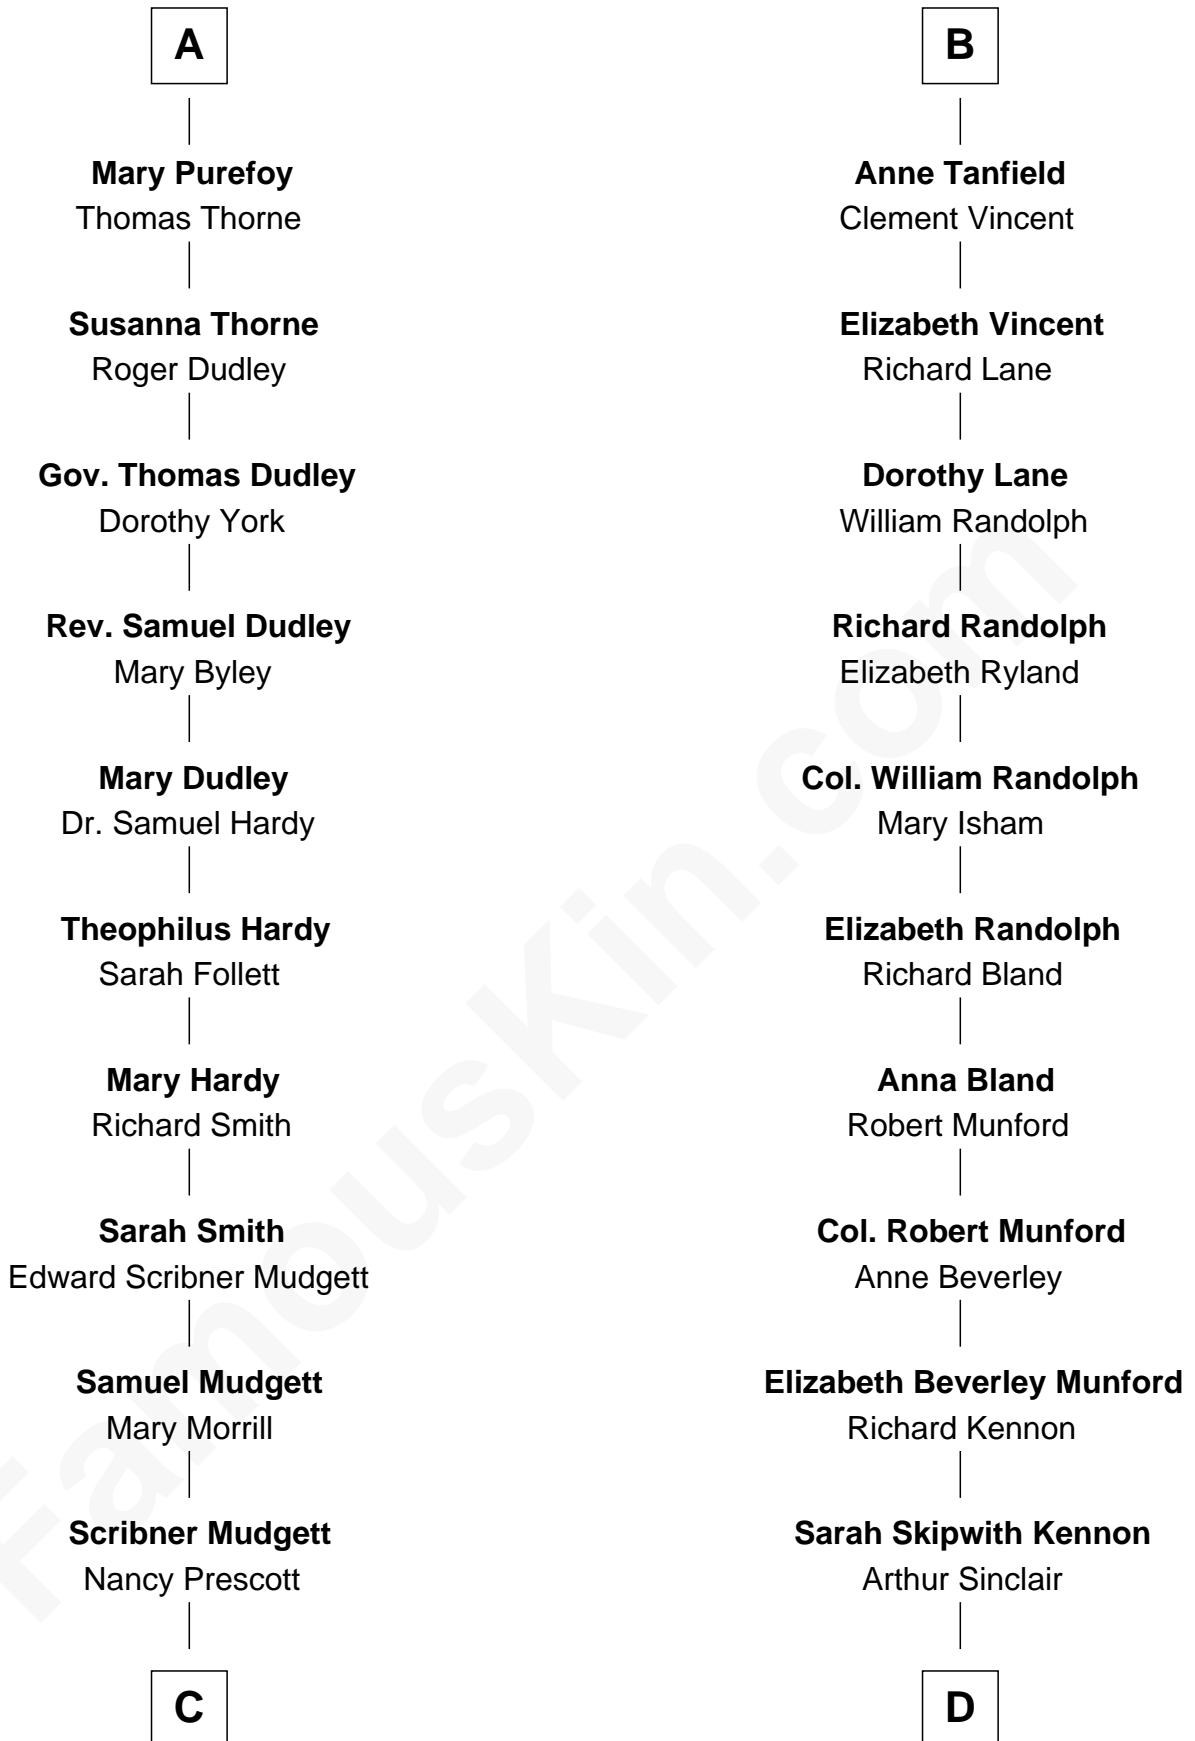 A
Mary Purefoy
Thomas Thorne
Susanna Thorne
Roger Dudley
Gov. Thomas Dudley
Dorothy York
Rev. Samuel Dudley
Mary Byley
Mary Dudley
Dr. Samuel Hardy
Theophilus Hardy
Sarah Follett
Mary Hardy
Richard Smith
Sarah Smith
Edward Scribner Mudgett
Samuel Mudgett
Mary Morrill
Scribner Mudgett
Nancy Prescott
C
B
Anne Tanfield
Clement Vincent
Elizabeth Vincent
Richard Lane
Dorothy Lane
William Randolph
Richard Randolph
Elizabeth Ryland
Col. William Randolph
Mary Isham
Elizabeth Randolph
Richard Bland
Anna Bland
Robert Munford
Col. Robert Munford
Anne Beverley
Elizabeth Beverley Munford
Richard Kennon
Sarah Skipwith Kennon
Arthur Sinclair
D
FamousKin.com